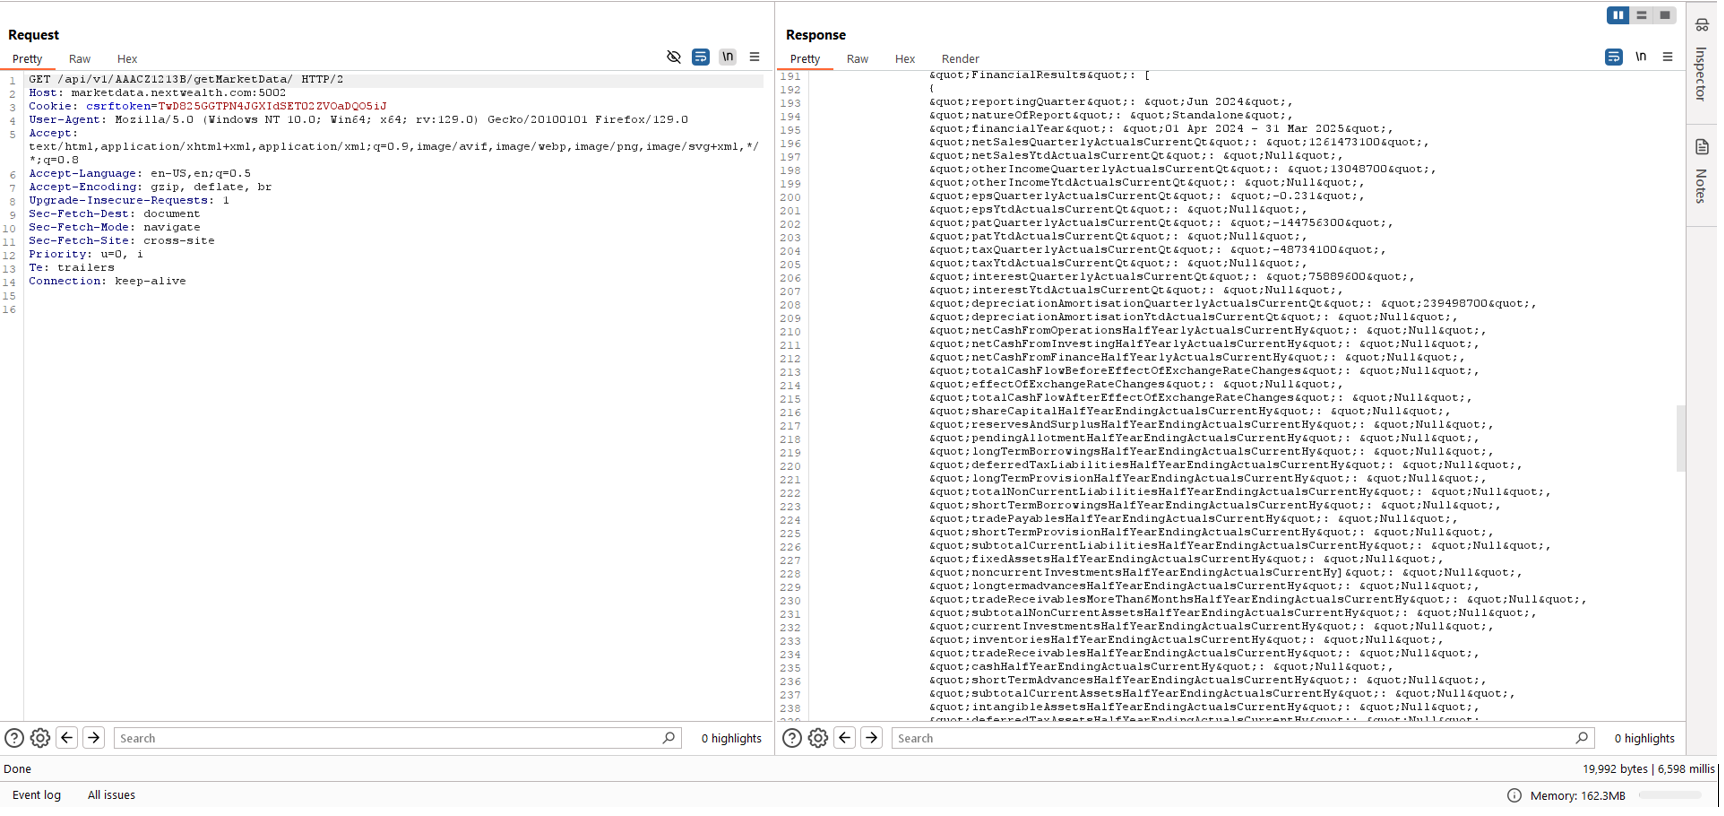 Request
Pretty Raw Hex \n
1 GET /api/v1/AAACZ1213B/getMarketData/ HTTP/2
2 Host: marketdata.nextwealth.com:5002
3 Cookie: csrftoken=TwD825GGTPN4JGXIdSETO2ZVOaDQO5iJ
4 User-Agent: Mozilla/5.0 (Windows NT 10.0; Win64; x64; rv:129.0) Gecko/20100101 Firefox/129.0
5 Accept:
text/html,application/xhtml+xml,application/xml;q=0.9,image/avif,image/webp,image/png,image/svg+xml,*/
*;q=0.8
6 Accept-Language: en-US,en;q=0.5
7 Accept-Encoding: gzip, deflate, br
8 Upgrade-Insecure-Requests: 1
9 Sec-Fetch-Dest: document
10 Sec-Fetch-Mode: navigate
11 Sec-Fetch-Site: cross-site
12 Priority: u=0, i
13 Te: trailers
14 Connection: keep-alive
15
16
Search
0 highlights
Response
Pretty Raw Hex Render \n
191 &quot;FinancialResults&quot;: [
192 {
193 &quot;reportingQuarter&quot;: &quot;Jun 2024&quot;,
194 &quot;natureOfReport&quot;: &quot;Standalone&quot;,
195 &quot;financialYear&quot;: &quot;01 Apr 2024 - 31 Mar 2025&quot;,
196 &quot;netSalesQuarterlyActualsCurrentQt&quot;: &quot;1261473100&quot;,
197 &quot;netSalesYtdActualsCurrentQt&quot;: &quot;Null&quot;,
198 &quot;otherIncomeQuarterlyActualsCurrentQt&quot;: &quot;13048700&quot;,
199 &quot;otherIncomeYtdActualsCurrentQt&quot;: &quot;Null&quot;,
200 &quot;epsQuarterlyActualsCurrentQt&quot;: &quot;-0.231&quot;,
201 &quot;epsYtdActualsCurrentQt&quot;: &quot;Null&quot;,
202 &quot;patQuarterlyActualsCurrentQt&quot;: &quot;-144756300&quot;,
203 &quot;patYtdActualsCurrentQt&quot;: &quot;Null&quot;,
204 &quot;taxQuarterlyActualsCurrentQt&quot;: &quot;-48734100&quot;,
205 &quot;taxYtdActualsCurrentQt&quot;: &quot;Null&quot;,
206 &quot;interestQuarterlyActualsCurrentQt&quot;: &quot;75889600&quot;,
207 &quot;interestYtdActualsCurrentQt&quot;: &quot;Null&quot;,
208 &quot;depreciationAmortisationQuarterlyActualsCurrentQt&quot;: &quot;239498700&quot;,
209 &quot;depreciationAmortisationYtdActualsCurrentQt&quot;: &quot;Null&quot;,
210 &quot;netCashFromOperationsHalfYearlyActualsCurrentHy&quot;: &quot;Null&quot;,
211 &quot;netCashFromInvestingHalfYearlyActualsCurrentHy&quot;: &quot;Null&quot;,
212 &quot;netCashFromFinanceHalfYearlyActualsCurrentHy&quot;: &quot;Null&quot;,
213 &quot;totalCashFlowBeforeEffectOfExchangeRateChanges&quot;: &quot;Null&quot;,
214 &quot;effectOfExchangeRateChanges&quot;: &quot;Null&quot;,
215 &quot;totalCashFlowAfterEffectOfExchangeRateChanges&quot;: &quot;Null&quot;,
216 &quot;shareCapitalHalfYearEndingActualsCurrentHy&quot;: &quot;Null&quot;,
217 &quot;reservesAndSurplusHalfYearEndingActualsCurrentHy&quot;: &quot;Null&quot;,
218 &quot;pendingAllotmentHalfYearEndingActualsCurrentHy&quot;: &quot;Null&quot;,
219 &quot;longTermBorrowingsHalfYearEndingActualsCurrentHy&quot;: &quot;Null&quot;,
220 &quot;deferredTaxLiabilitiesHalfYearEndingActualsCurrentHy&quot;: &quot;Null&quot;,
221 &quot;longTermProvisionHalfYearEndingActualsCurrentHy&quot;: &quot;Null&quot;,
222 &quot;totalNonCurrentLiabilitiesHalfYearEndingActualsCurrentHy&quot;: &quot;Null&quot;,
223 &quot;shortTermBorrowingsHalfYearEndingActualsCurrentHy&quot;: &quot;Null&quot;,
224 &quot;tradePayablesHalfYearEndingActualsCurrentHy&quot;: &quot;Null&quot;,
225 &quot;shortTermProvisionHalfYearEndingActualsCurrentHy&quot;: &quot;Null&quot;,
226 &quot;subtotalCurrentLiabilitiesHalfYearEndingActualsCurrentHy&quot;: &quot;Null&quot;,
227 &quot;fixedAssetsHalfYearEndingActualsCurrentHy&quot;: &quot;Null&quot;,
228 &quot;noncurrentInvestmentsHalfYearEndingActualsCurrentHy]&quot;: &quot;Null&quot;,
229 &quot;longtermadvancesHalfYearEndingActualsCurrentHy&quot;: &quot;Null&quot;,
230 &quot;tradeReceivablesMoreThan6MonthsHalfYearEndingActualsCurrentHy&quot;: &quot;Null&quot;,
231 &quot;subtotalNonCurrentAssetsHalfYearEndingActualsCurrentHy&quot;: &quot;Null&quot;,
232 &quot;currentInvestmentsHalfYearEndingActualsCurrentHy&quot;: &quot;Null&quot;,
233 &quot;inventoriesHalfYearEndingActualsCurrentHy&quot;: &quot;Null&quot;,
234 &quot;tradeReceivablesHalfYearEndingActualsCurrentHy&quot;: &quot;Null&quot;,
235 &quot;cashHalfYearEndingActualsCurrentHy&quot;: &quot;Null&quot;,
236 &quot;shortTermAdvancesHalfYearEndingActualsCurrentHy&quot;: &quot;Null&quot;,
237 &quot;subtotalCurrentAssetsHalfYearEndingActualsCurrentHy&quot;: &quot;Null&quot;,
238 &quot;intangibleAssetsHalfYearEndingActualsCurrentHy&quot;: &quot;Null&quot;,
239 &quot;deferredTaxAssetsHalfYearEndingActualsCurrentHy&quot;: &quot;Null&quot;,
Search
0 highlights
Inspector
Notes
Done
19,992 bytes | 6,598 millis
Event log All issues
Memory: 162.3MB